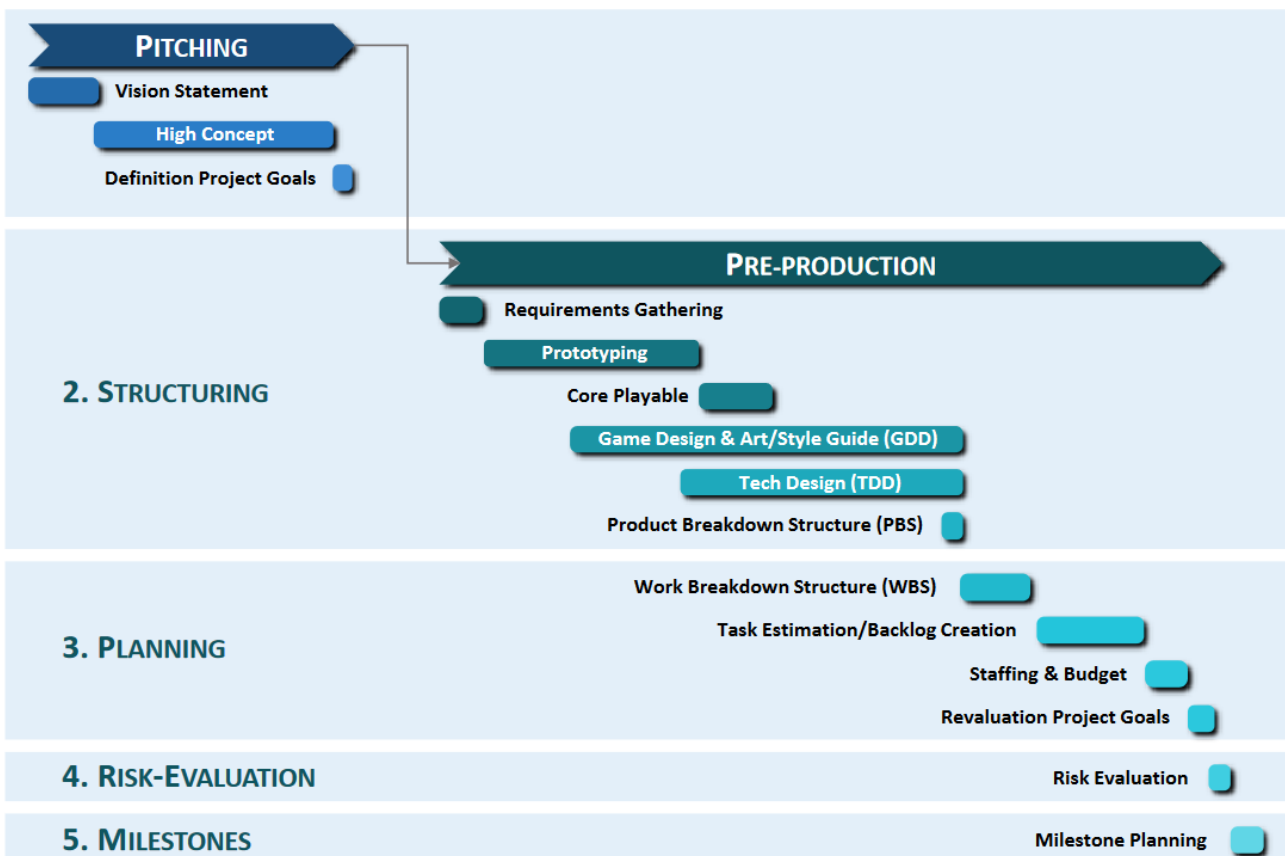 PITCHING
Vision Statement
High Concept
Definition Project Goals
PRE-PRODUCTION
Requirements Gathering
Prototyping
2. STRUCTURING
Core Playable
Game Design & Art/Style Guide (GDD)
Tech Design (TDD)
Product Breakdown Structure (PBS)
Work Breakdown Structure (WBS)
Task Estimation/Backlog Creation
3. PLANNING
Staffing & Budget
Revaluation Project Goals
4. RISK-EVALUATION
Risk Evaluation
5. MILESTONES
Milestone Planning